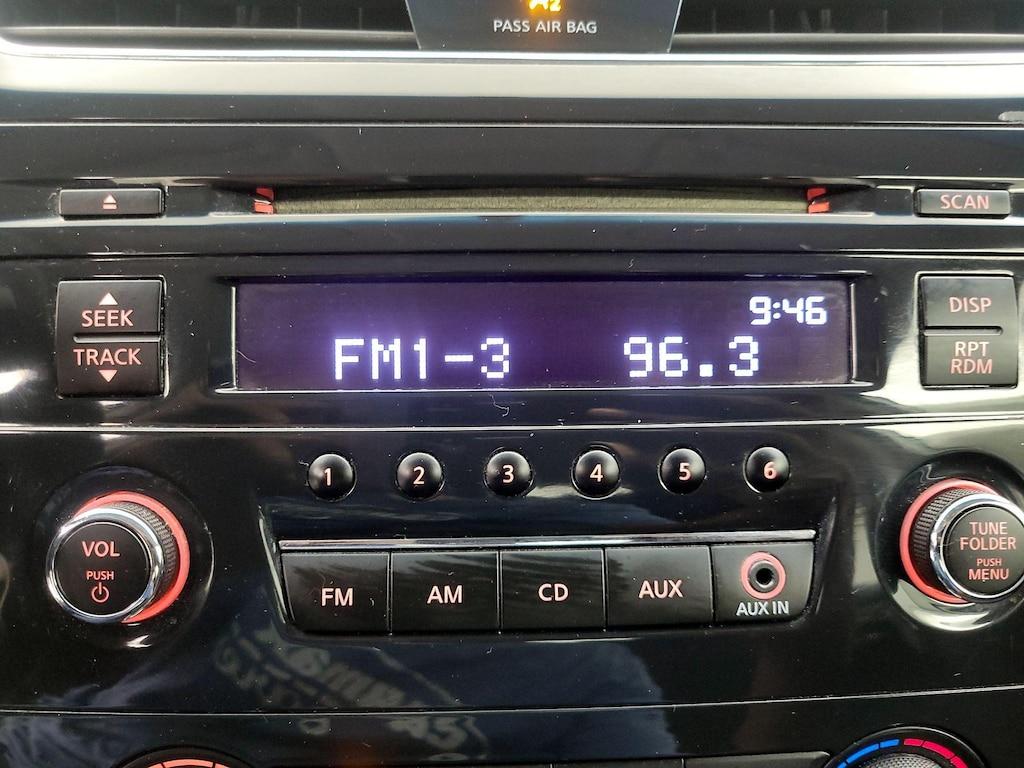 PASS AIR BAG
SCAN
SEEK
TRACK
9:46
FM1-3 96.3
DISP
RPT
RDM
1 2 3 4 5 6
VOL
PUSH
TUNE
FOLDER
PUSH
MENU
FM AM CD AUX
AUX IN